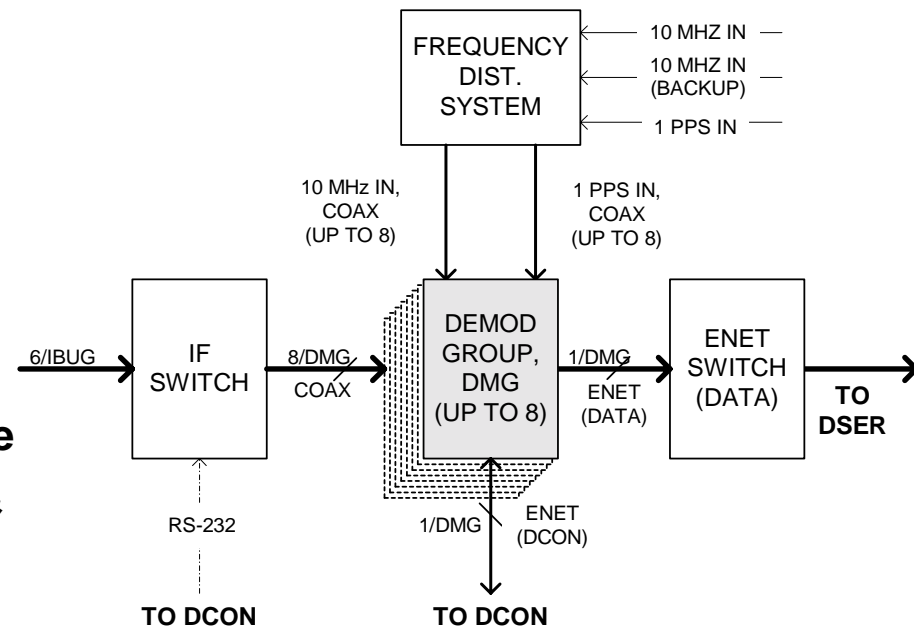 FREQUENCY
DIST.
SYSTEM
10 MHZ IN
10 MHZ IN
(BACKUP)
1 PPS IN
10 MHz IN,
COAX
(UP TO 8)
1 PPS IN,
COAX
(UP TO 8)
6/IBUG
IF
SWITCH
8/DMG
COAX
DEMOD
GROUP,
DMG
(UP TO 8)
1/DMG
ENET
(DATA)
ENET
SWITCH
(DATA)
TO
DSER
e
RS-232
1/DMG
ENET
(DCON)
TO DCON
TO DCON